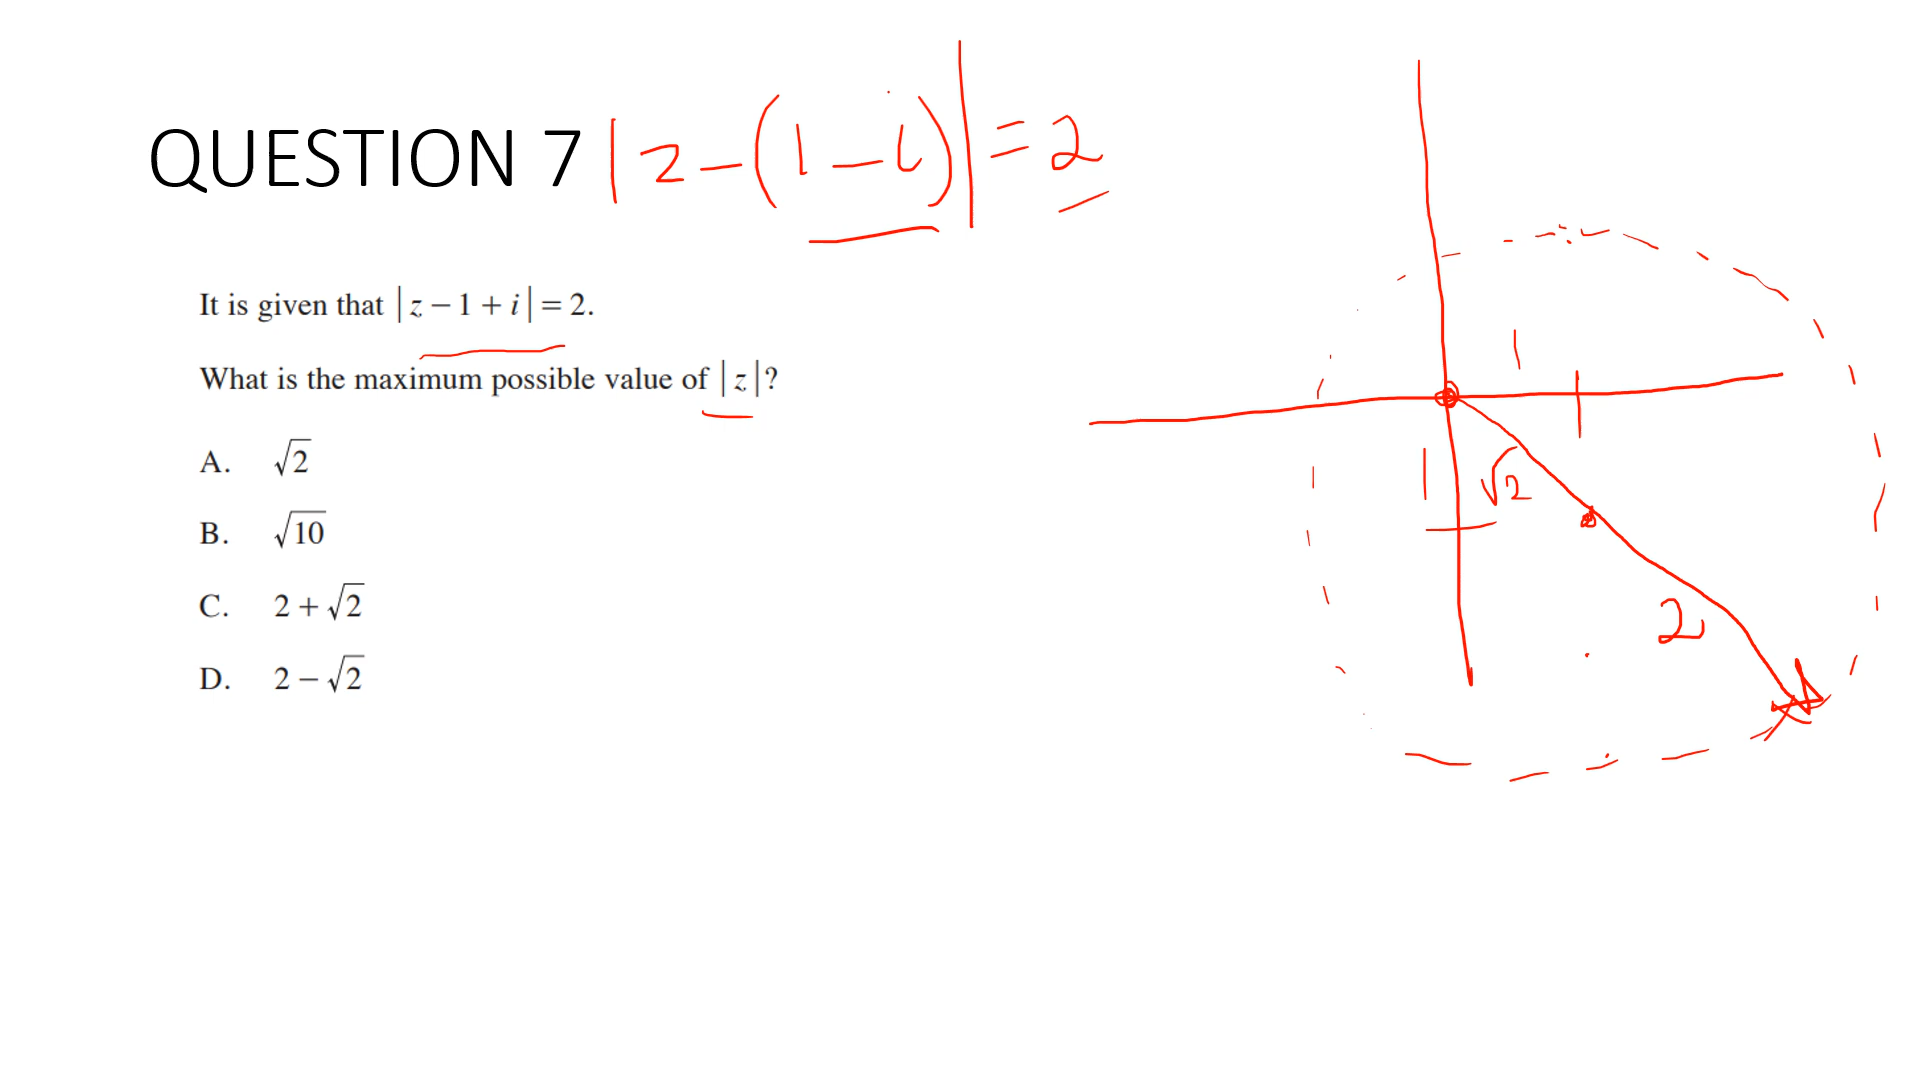 QUESTION 7 |z-(1-i)|=2
It is given that |z − 1 + i| = 2.
What is the maximum possible value of |z|?
A. √2
B. √10
C. 2 + √2
D. 2 − √2
1
1
√2
2